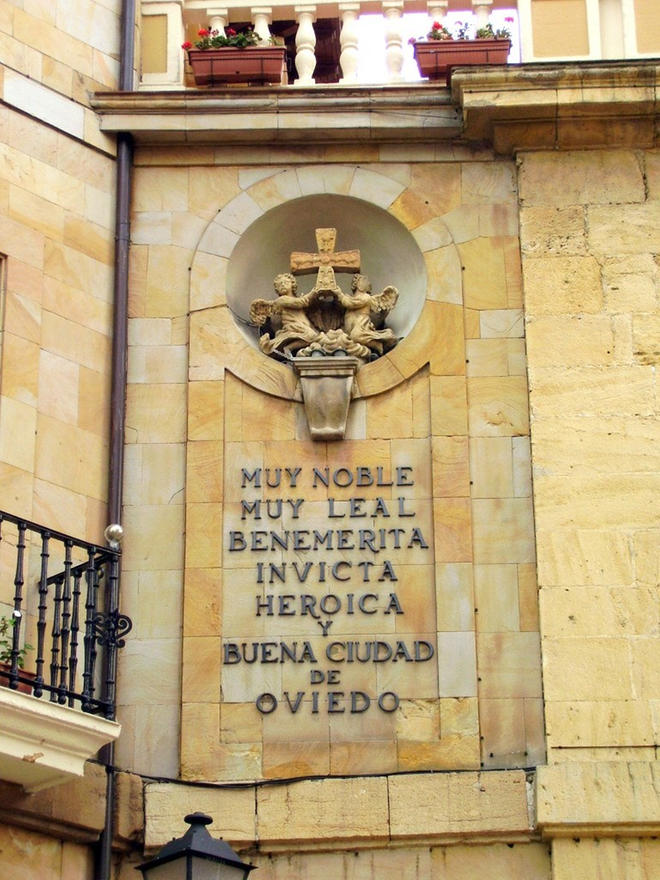 MUY NOBLE
MUY LEAL
BENEMERITA
INVICTA
HEROICA
Y
BUENA CIUDAD
DE
OVIEDO